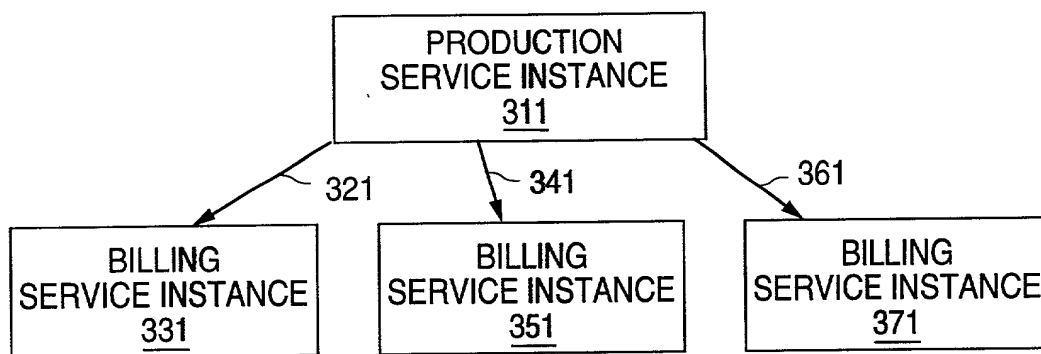 PRODUCTION
SERVICE INSTANCE
311
321
341
361
BILLING
SERVICE INSTANCE
331
BILLING
SERVICE INSTANCE
351
BILLING
SERVICE INSTANCE
371